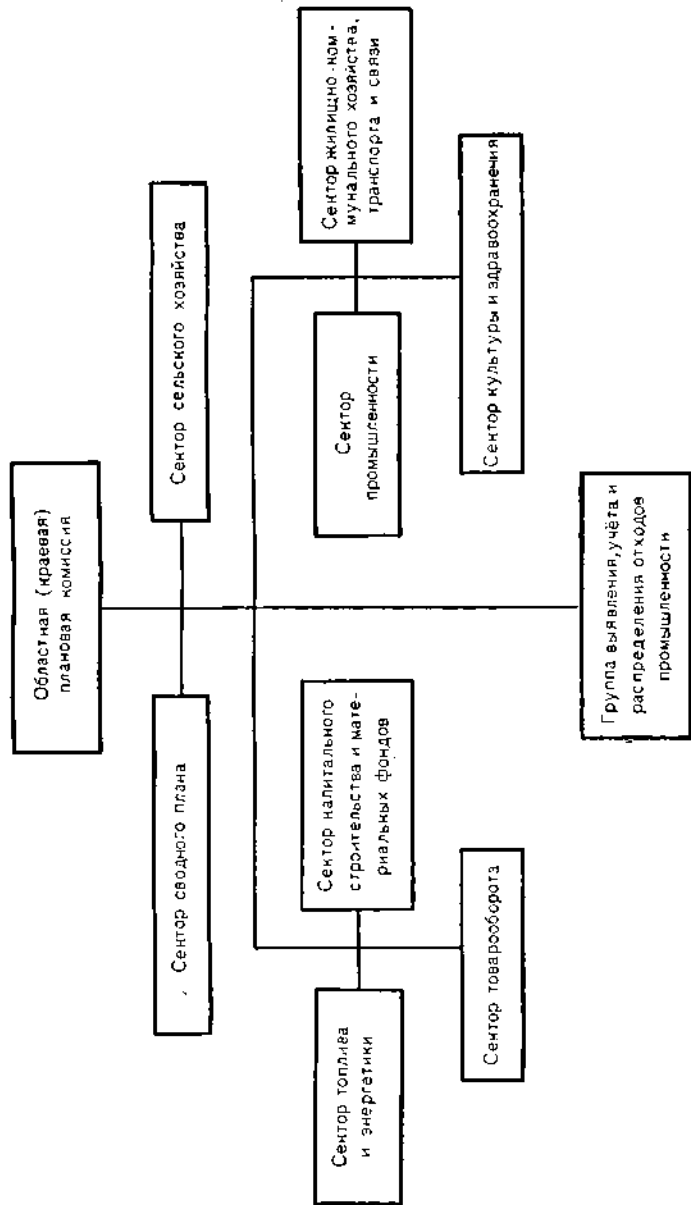 Областная (краевая)
плановая комиссия
Сектор сводного плана
Сектор сельского хозяйства
Сектор топлива
и энергетики
Сектор капитального
строительства и мате-
риальных фондов
Сектор
промышленности
Сектор жилищно-ком-
мунального хозяйства,
транспорта и связи
Сектор товарооборота
Сектор культуры и здравоохранения
Группа выявления, учёта и
распределения отходов
промышленности